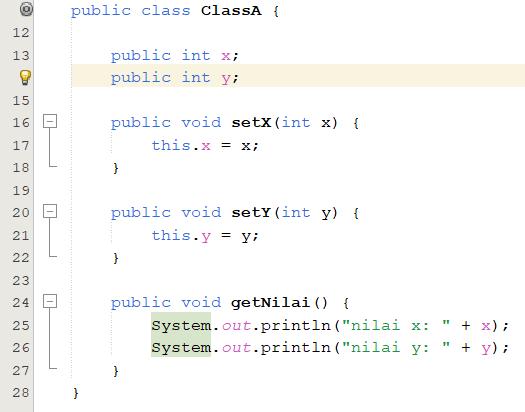 public class ClassA {
12
13 public int x;
public int y;
15
16 public void setX(int x) {
17 this.x = x;
18 }
19
20 public void setY(int y) {
21 this.y = y;
22 }
23
24 public void getNilai() {
25 System.out.println("nilai x: " + x);
26 System.out.println("nilai y: " + y);
27 }
28 }